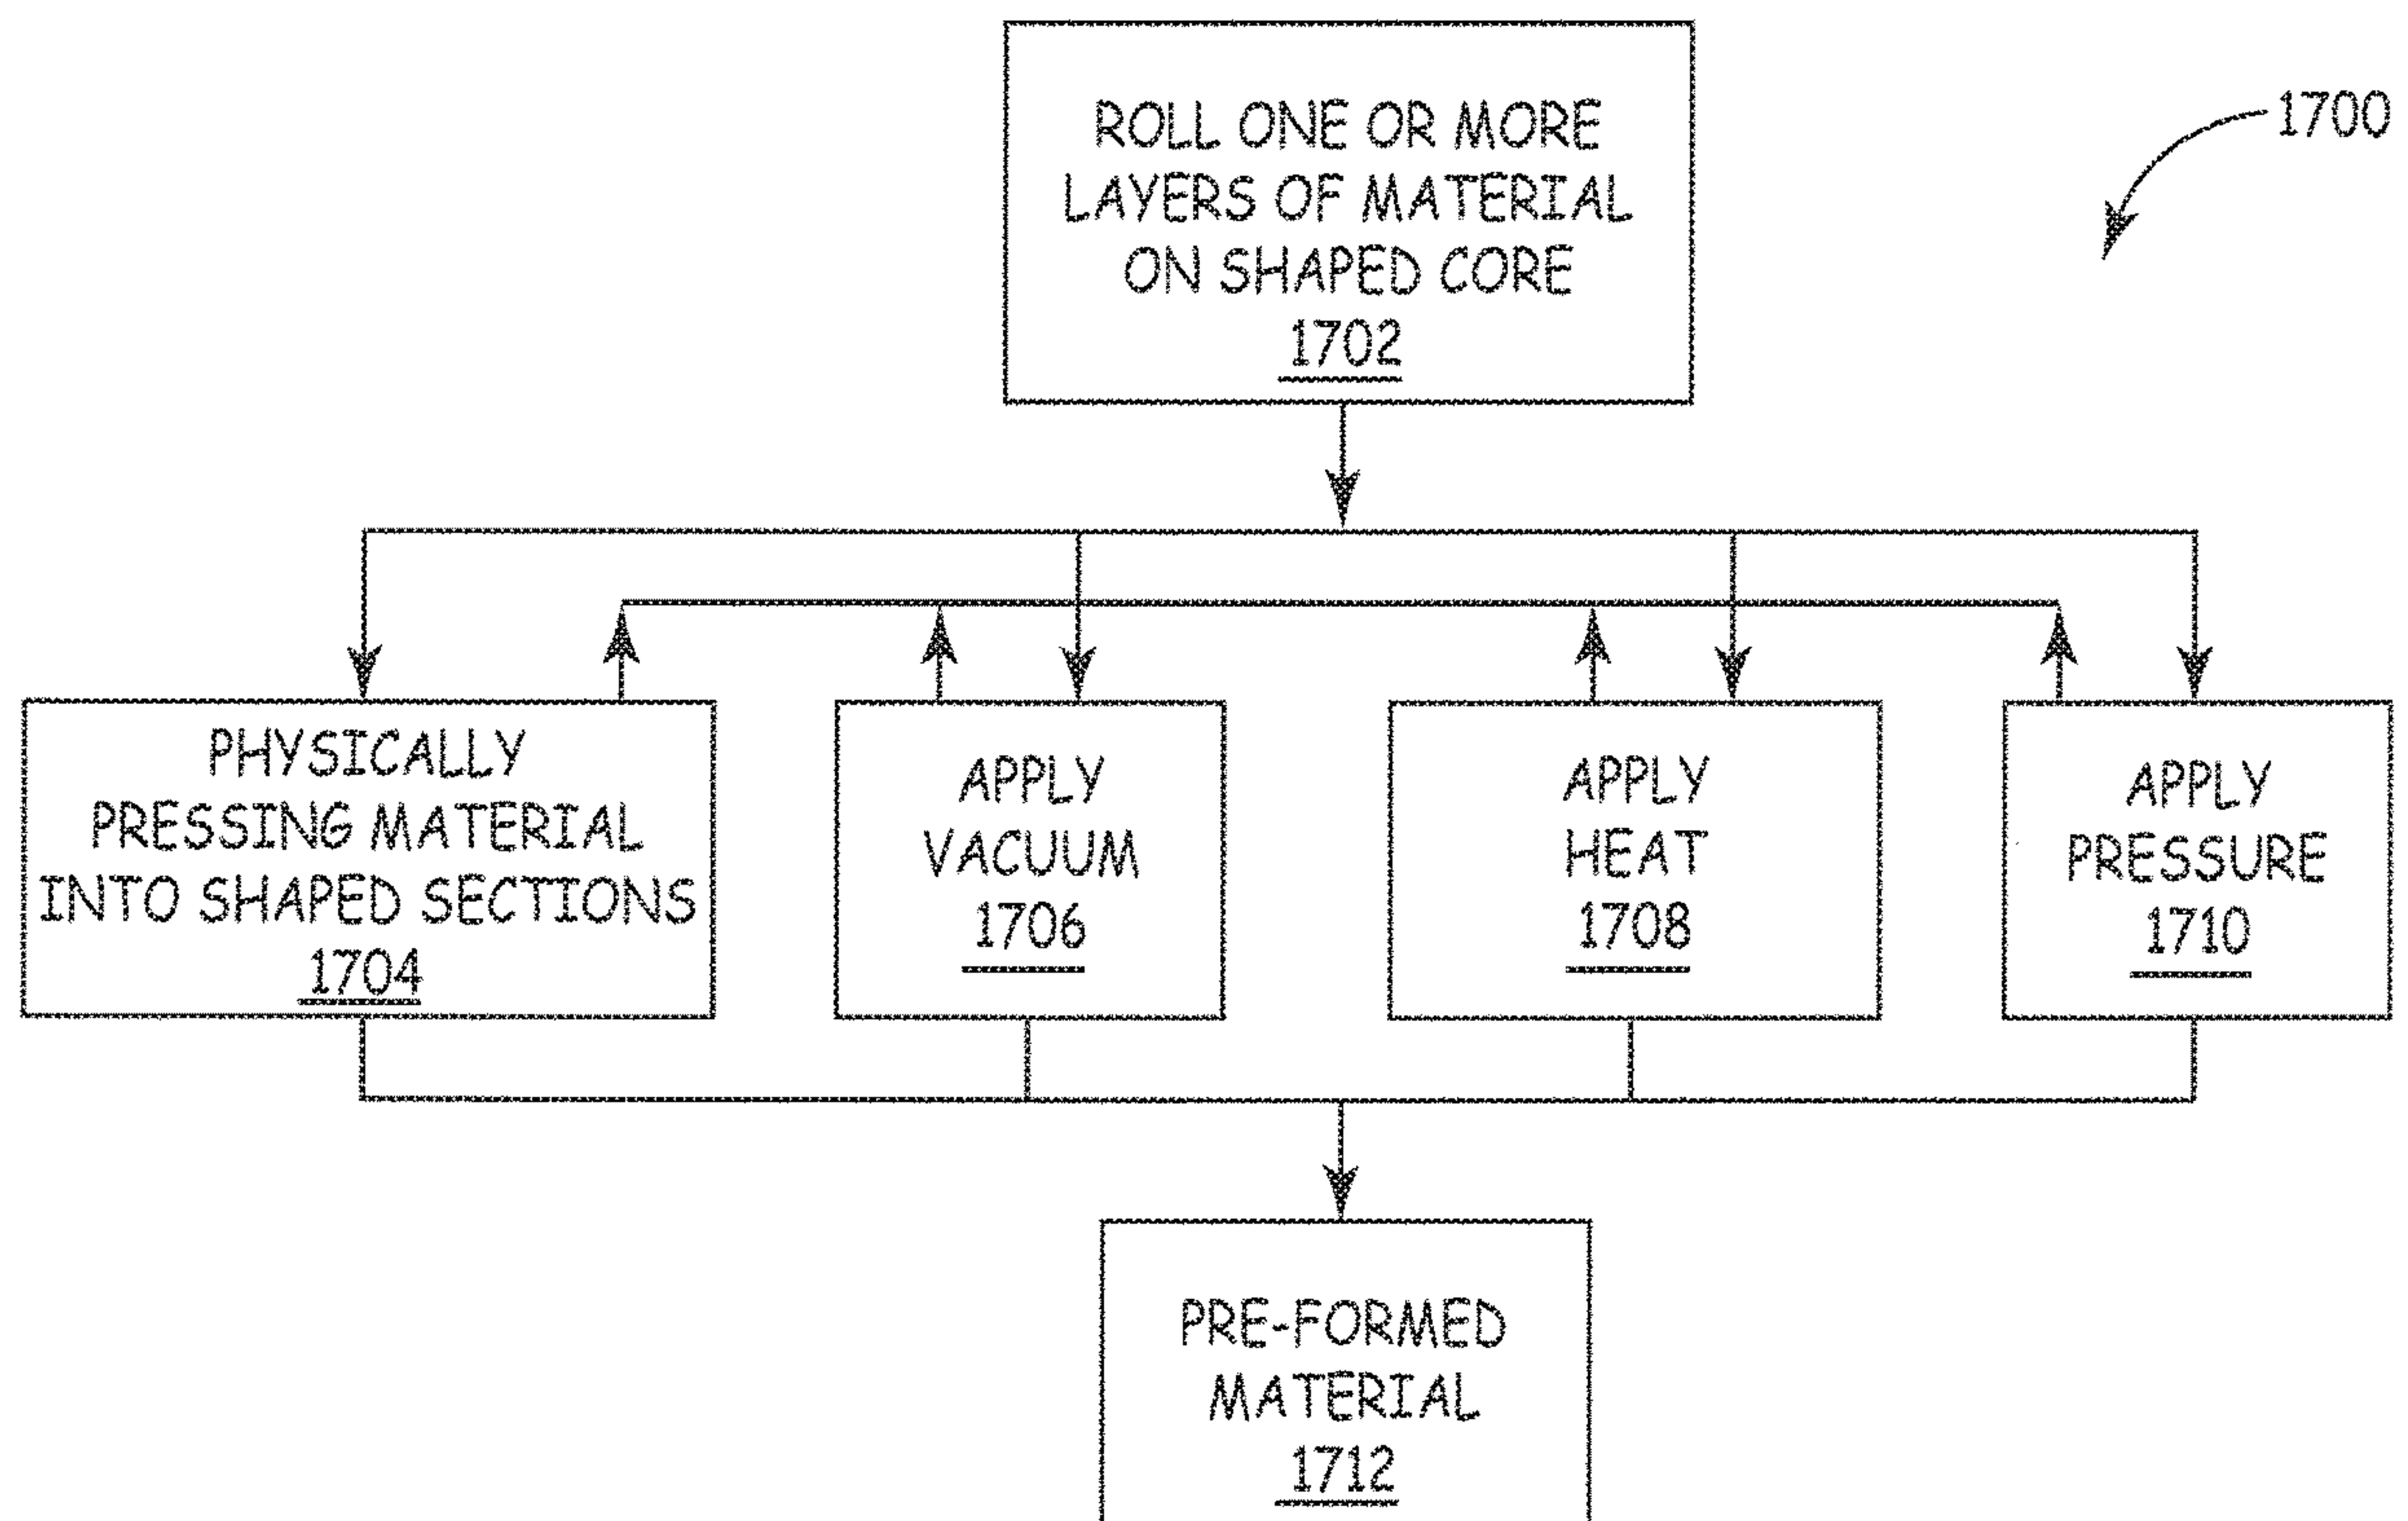 ROLL ONE OR MORE
LAYERS OF MATERIAL
ON SHAPED CORE
1702
1700
PHYSICALLY
PRESSING MATERIAL
INTO SHAPED SECTIONS
1704
APPLY
VACUUM
1706
APPLY
HEAT
1708
APPLY
PRESSURE
1710
PRE-FORMED
MATERIAL
1712